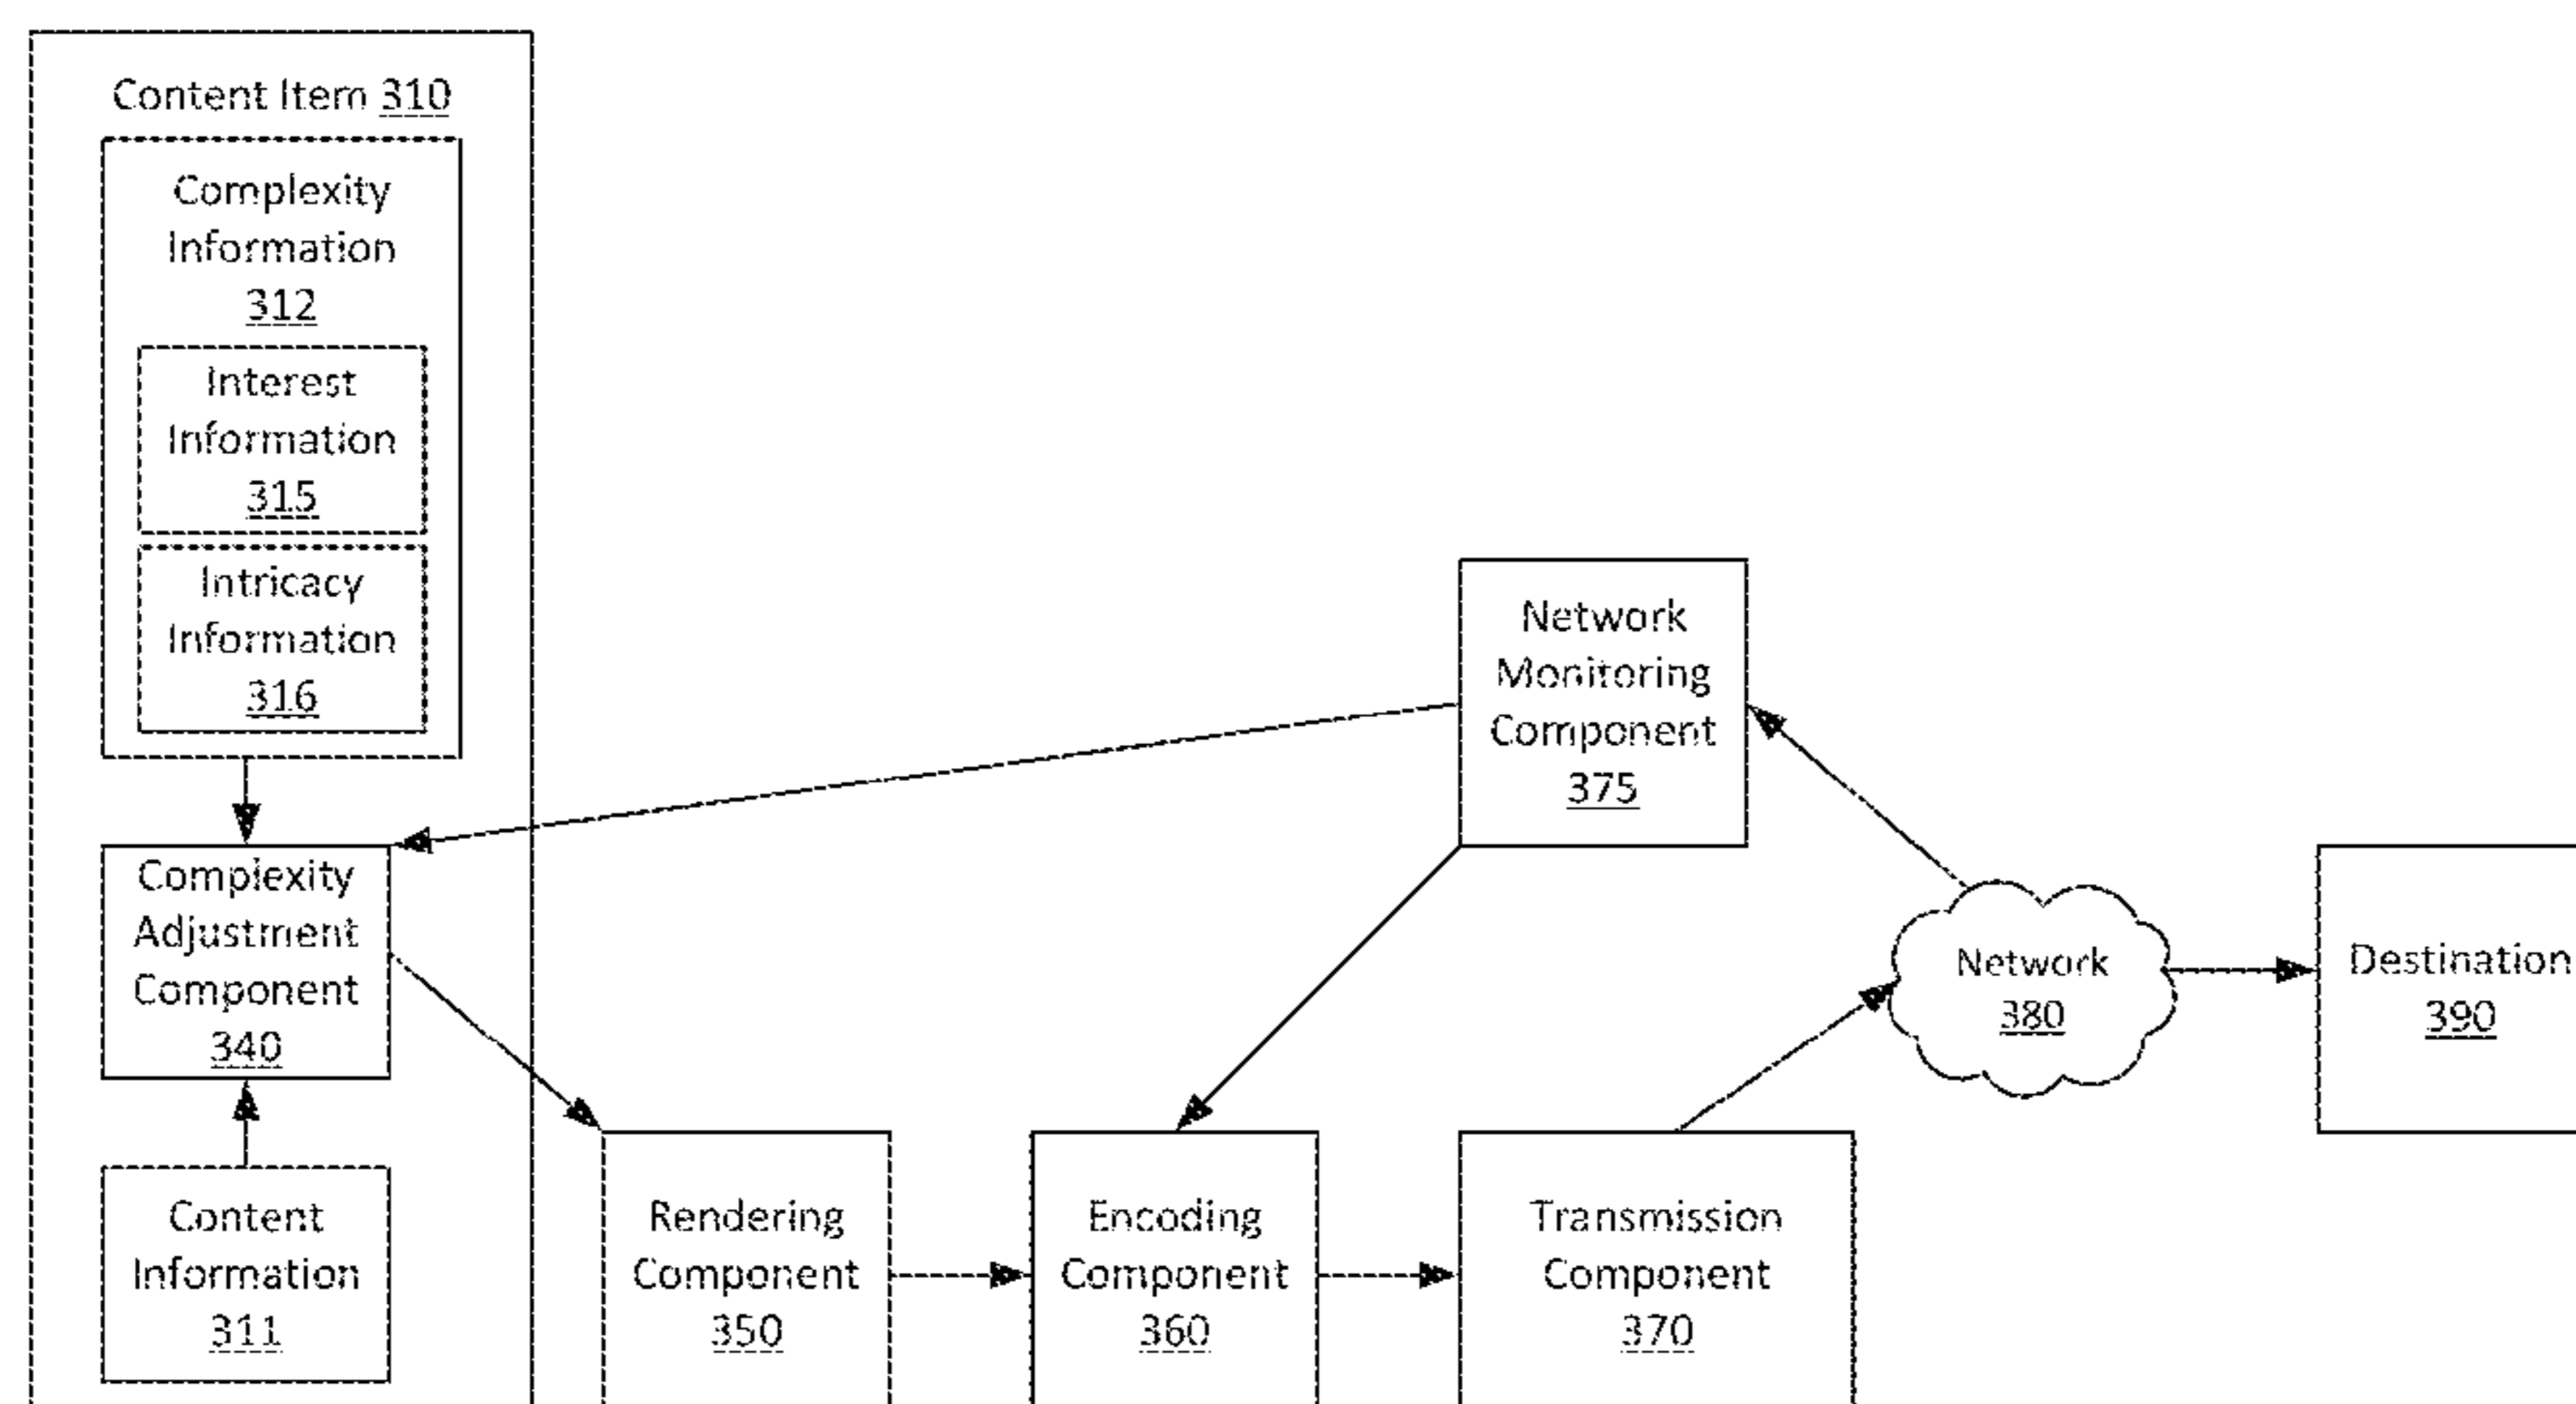 Content Item 310
Complexity
Information
312
Interest
Information
315
Intricacy
Information
316
Complexity
Adjustment
Component
340
Content
Information
311
Network
Monitoring
Component
375
Rendering
Component
350
Encoding
Component
360
Transmission
Component
370
Network
380
Destination
390